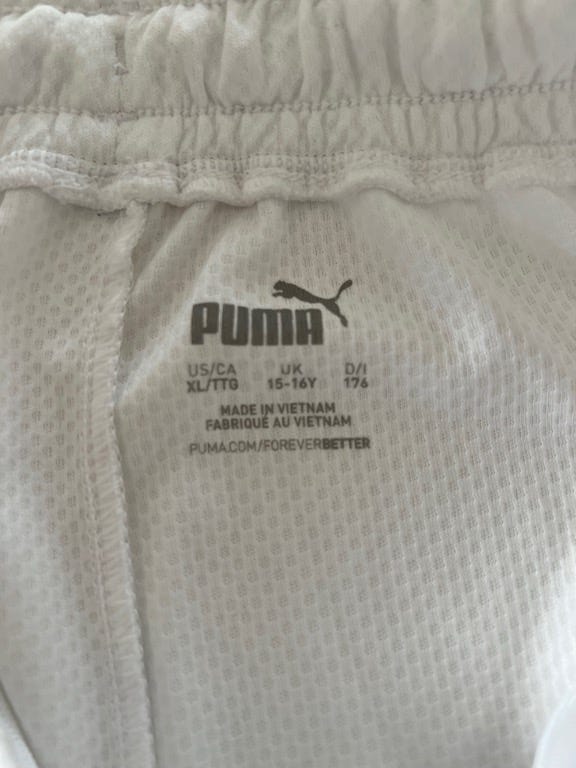 PUMA
US/CA UK D/I
XL/TTG 15-16Y 176
MADE IN VIETNAM
FABRIQUÉ AU VIETNAM
PUMA.COM/FOREVERBETTER